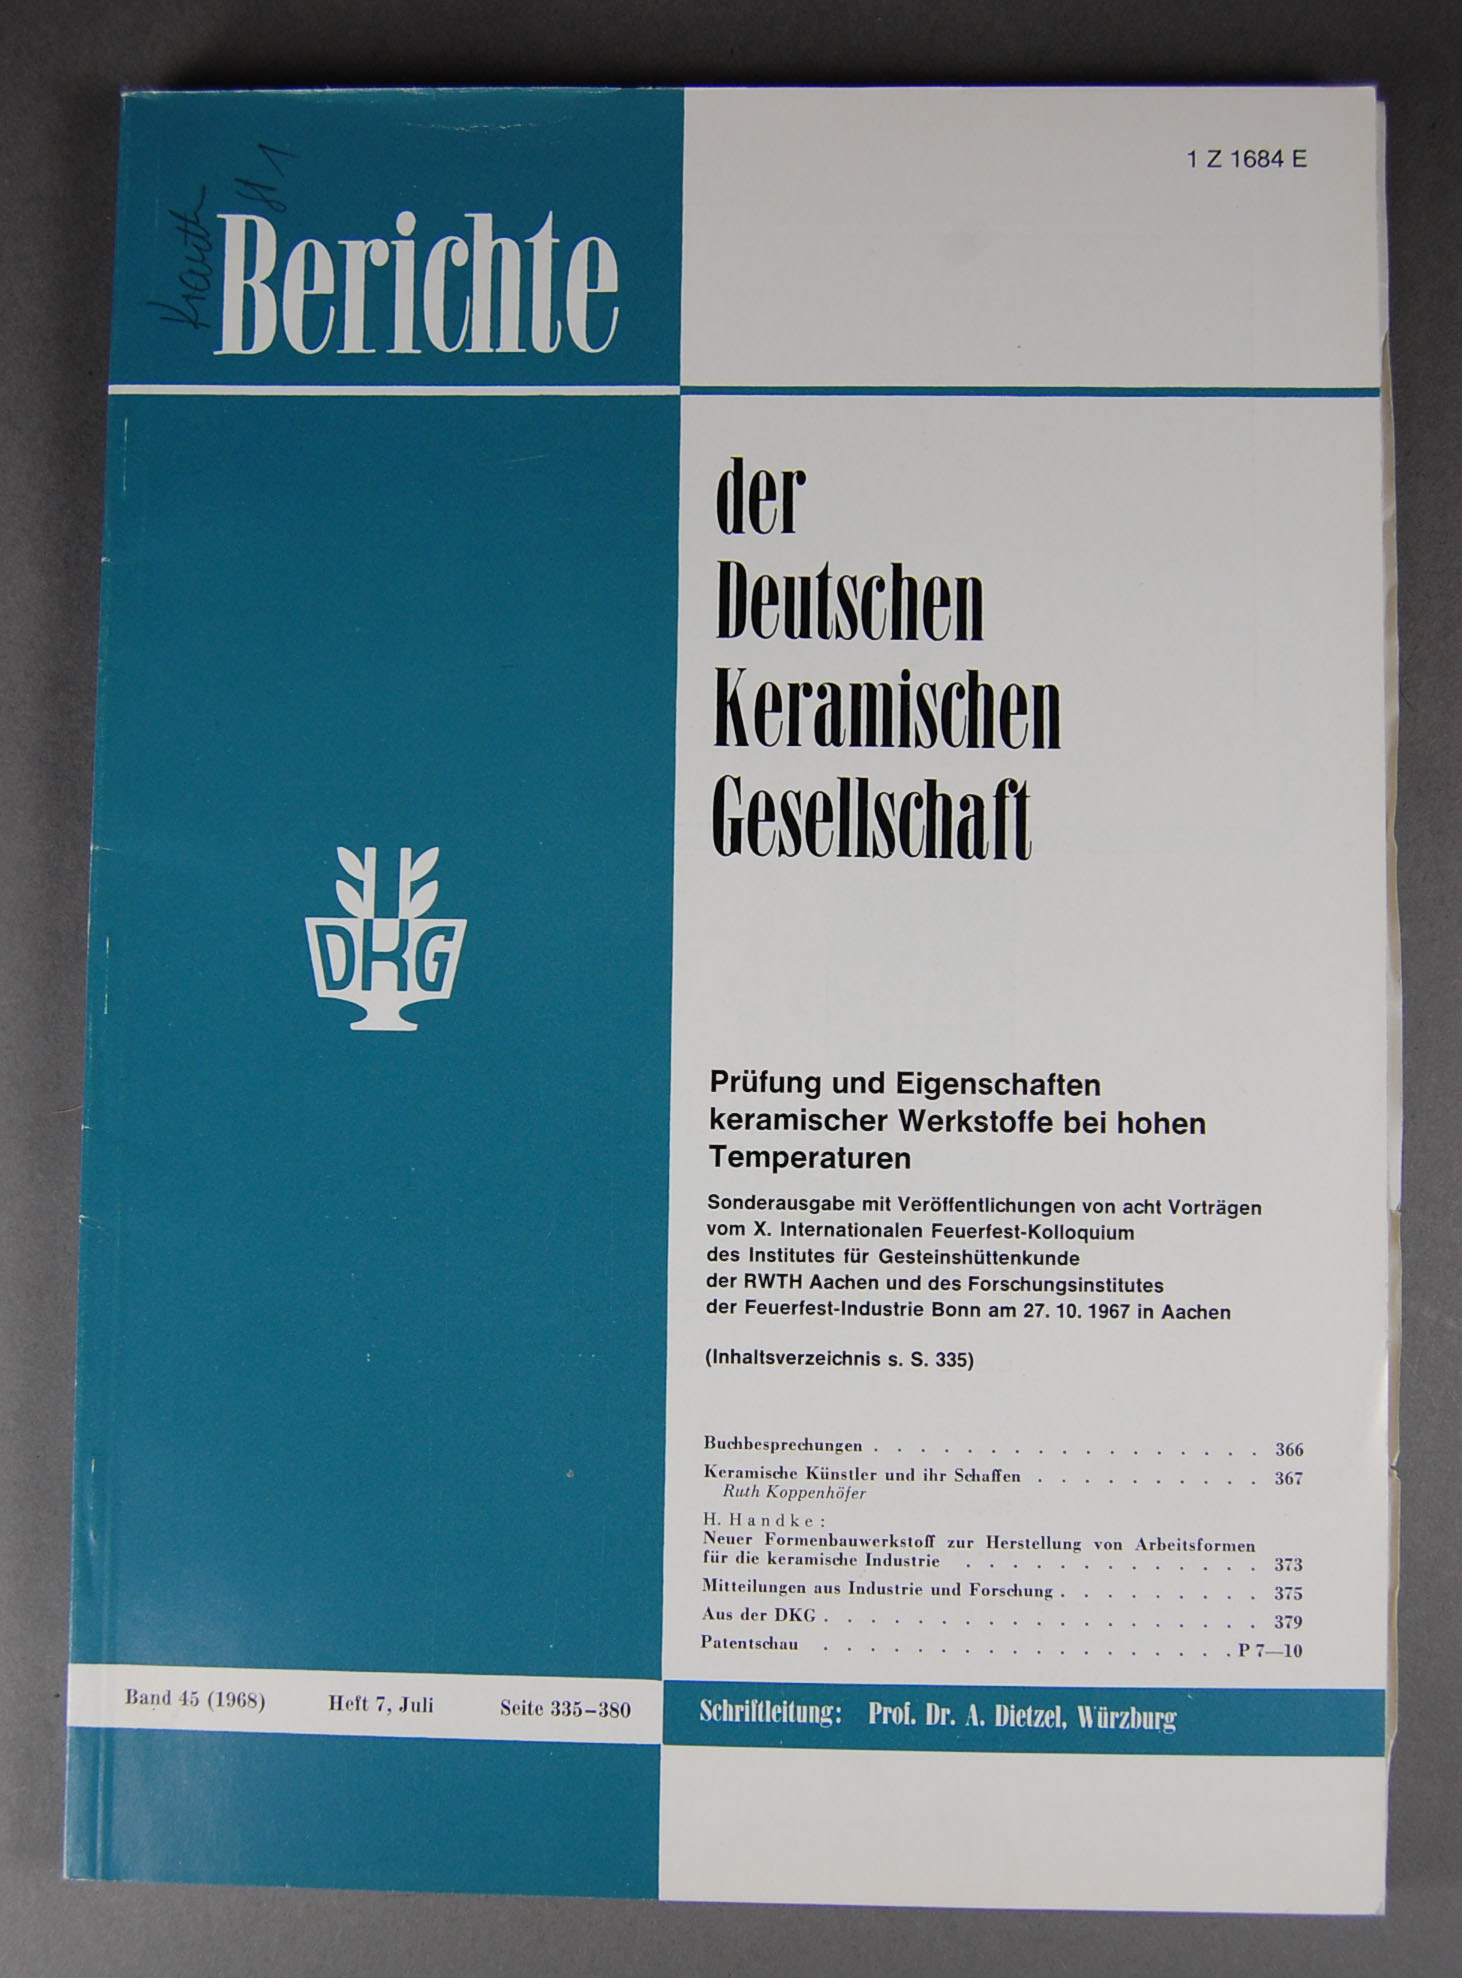 1 Z 1684 E
Krauth
Berichte
der
Deutschen
Keramischen
Gesellschaft
DKG
Prüfung und Eigenschaften
keramischer Werkstoffe bei hohen
Temperaturen
Sonderausgabe mit Veröffentlichungen von acht Vorträgen
vom X. Internationalen Feuerfest-Kolloquium
des Institutes für Gesteinshüttenkunde
der RWTH Aachen und des Forschungsinstitutes
der Feuerfest-Industrie Bonn am 27. 10. 1967 in Aachen
(Inhaltsverzeichnis s. S. 335)
Buchbesprechungen . . . . . . . . . . . . . . . . . 366
Keramische Künstler und ihr Schaffen . . . . . . . . . . 367
Ruth Koppenhöfer
H. Handke:
Neuer Formenbauwerkstoff zur Herstellung von Arbeitsformen
für die keramische Industrie . . . . . . . . . . . . . 373
Mitteilungen aus Industrie und Forschung . . . . . . . . . 375
Aus der DKG . . . . . . . . . . . . . . . . . . . 379
Patentschau . . . . . . . . . . . . . . . . . . P 7—10
Band 45 (1968) Heft 7, Juli Seite 335–380
Schriftleitung: Prof. Dr. A. Dietzel, Würzburg